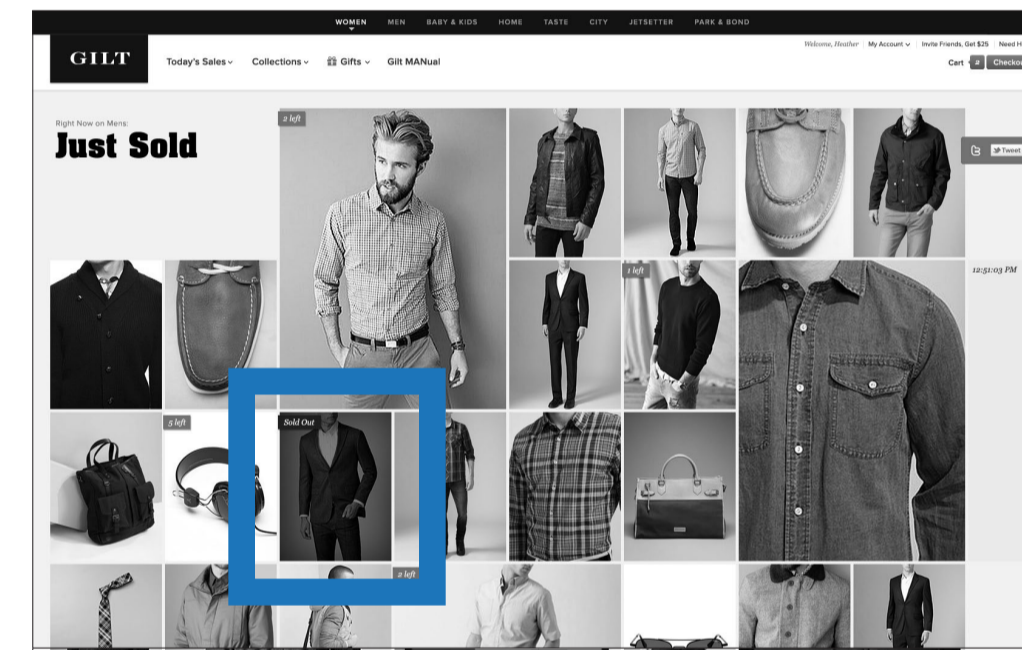 WOMEN MEN BABY & KIDS HOME TASTE CITY JETSETTER PARK & BOND
Welcome, Heather My Account Invite Friends, Get $25 Need H
GILT Today's Sales Collections Gifts Gilt MANual
Cart Checkou
Right Now on Mens:
Just Sold
2 left
Tweet
1 left
12:51:03 PM
5 left
Sold Out
2 left